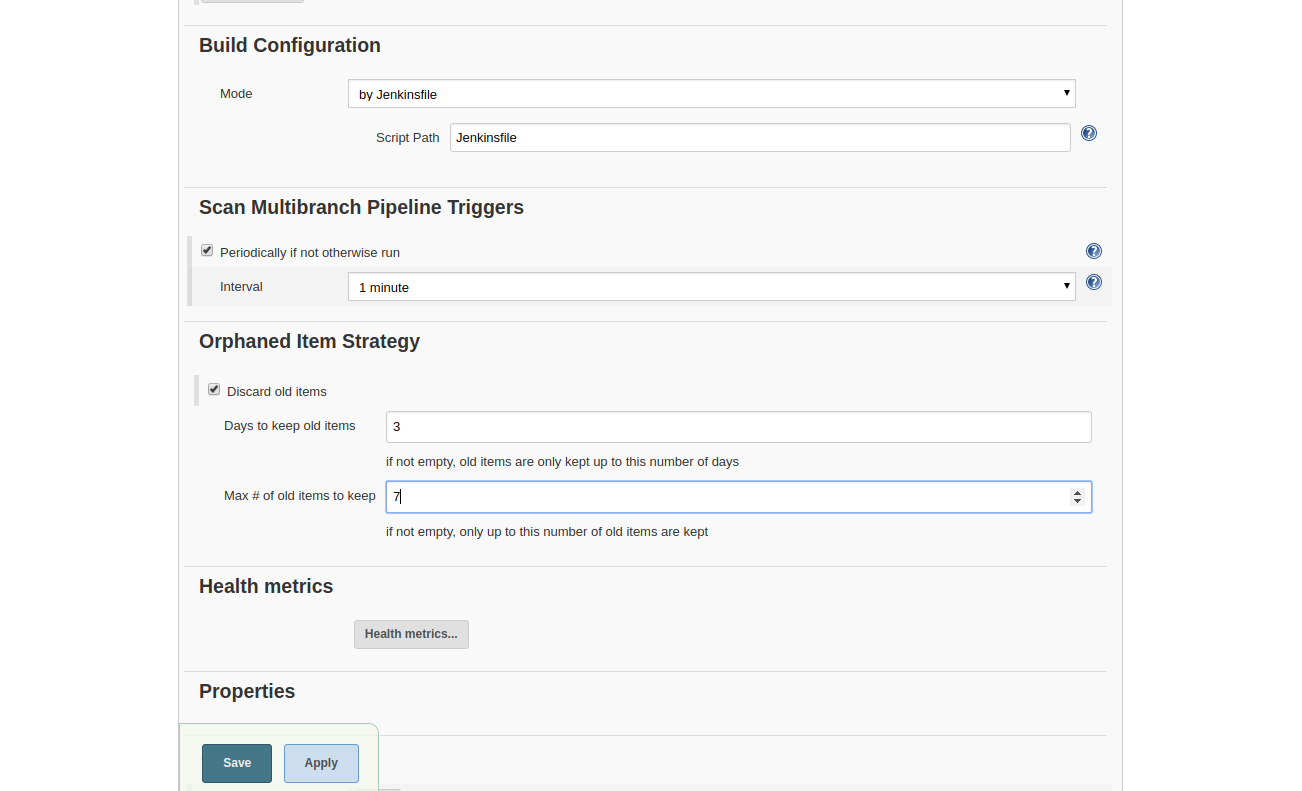 Build Configuration
Mode
by Jenkinsfile
Script Path
Jenkinsfile
Scan Multibranch Pipeline Triggers
Periodically if not otherwise run
Interval
1 minute
Orphaned Item Strategy
Discard old items
Days to keep old items
3
if not empty, old items are only kept up to this number of days
Max # of old items to keep
7
if not empty, only up to this number of old items are kept
Health metrics
Health metrics...
Properties
Save
Apply